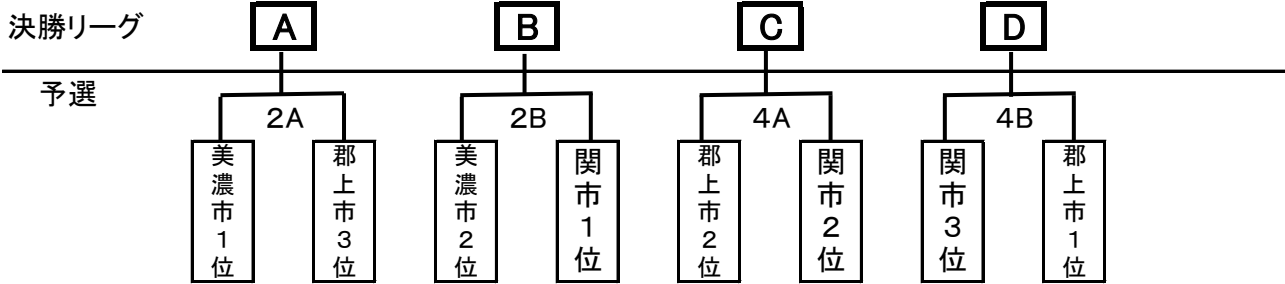 決勝リーグ A B C D
予選
2A 2B 4A 4B
美濃市1位
郡上市3位
美濃市2位
関市1位
郡上市2位
関市2位
関市3位
郡上市1位